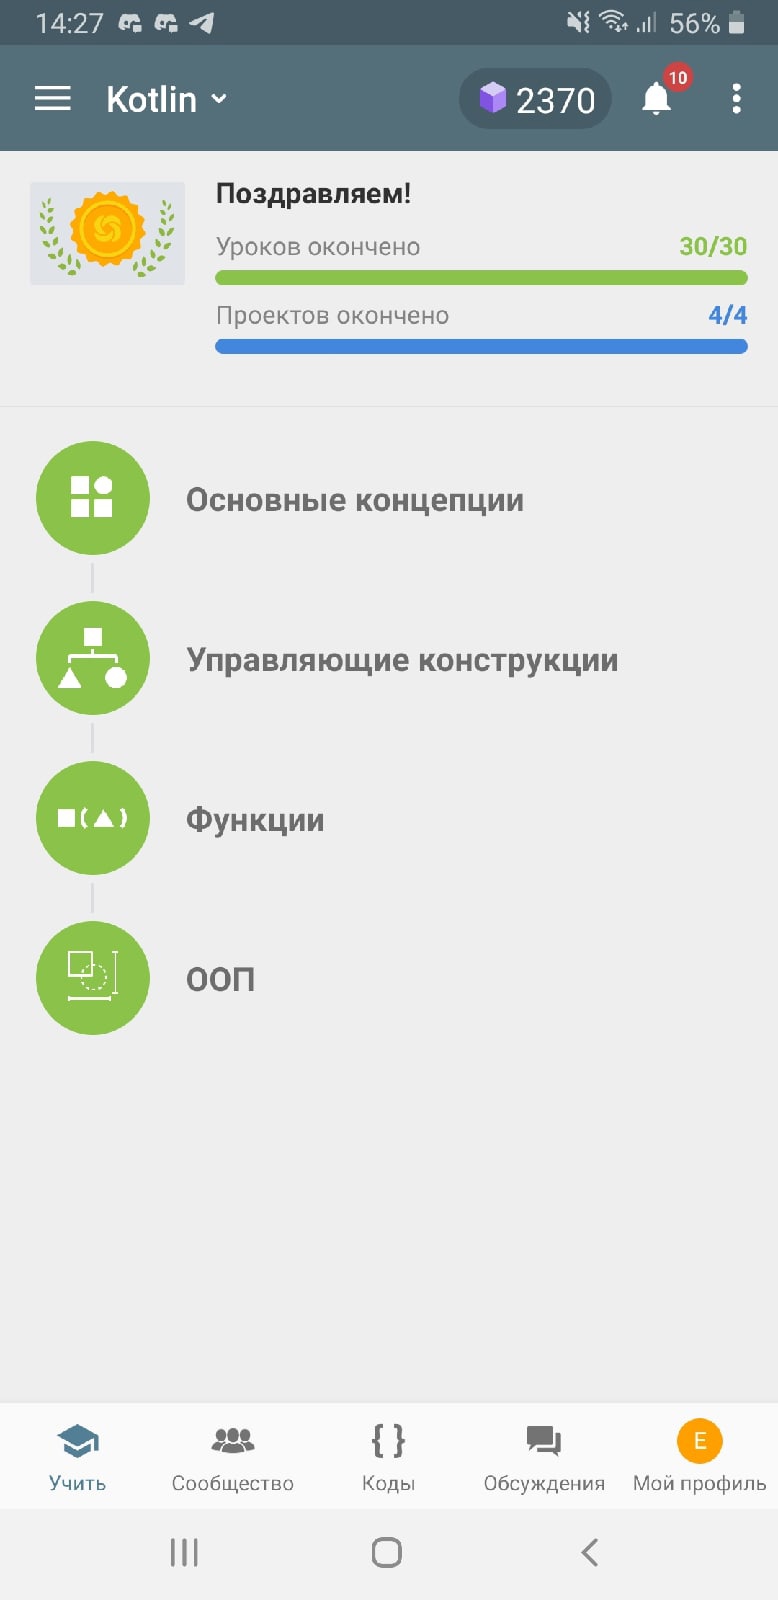 14:27 56%
Kotlin 2370 10
Поздравляем!
Уроков окончено 30/30
Проектов окончено 4/4
Основные концепции
Управляющие конструкции
Функции
ООП
Учить Сообщество Коды Обсуждения Мой профиль
E